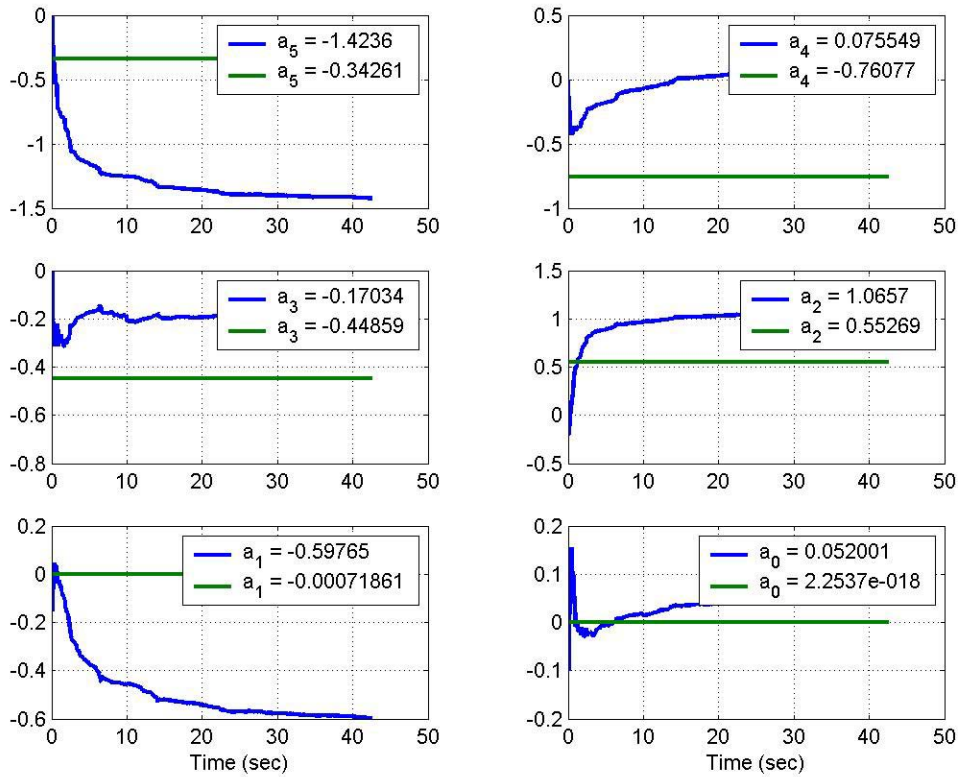 0
-0.5
-1
-1.5
0 10 20 30 40 50
a5 = -1.4236
a5 = -0.34261
0.5
0
-0.5
-1
0 10 20 30 40 50
a4 = 0.075549
a4 = -0.76077
0
-0.2
-0.4
-0.6
-0.8
0 10 20 30 40 50
a3 = -0.17034
a3 = -0.44859
1.5
1
0.5
0
-0.5
0 10 20 30 40 50
a2 = 1.0657
a2 = 0.55269
0.2
0
-0.2
-0.4
-0.6
0 10 20 30 40 50
Time (sec)
a1 = -0.59765
a1 = -0.00071861
0.2
0.1
0
-0.1
-0.2
0 10 20 30 40 50
Time (sec)
a0 = 0.052001
a0 = 2.2537e-018